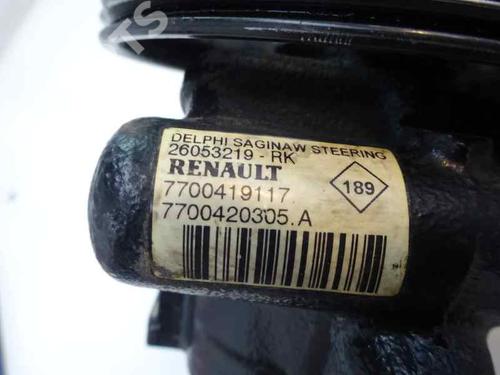 DELPHI SAGINAW STEERING
26053219 - RK
RENAULT
189
7700419117
7700420305.A